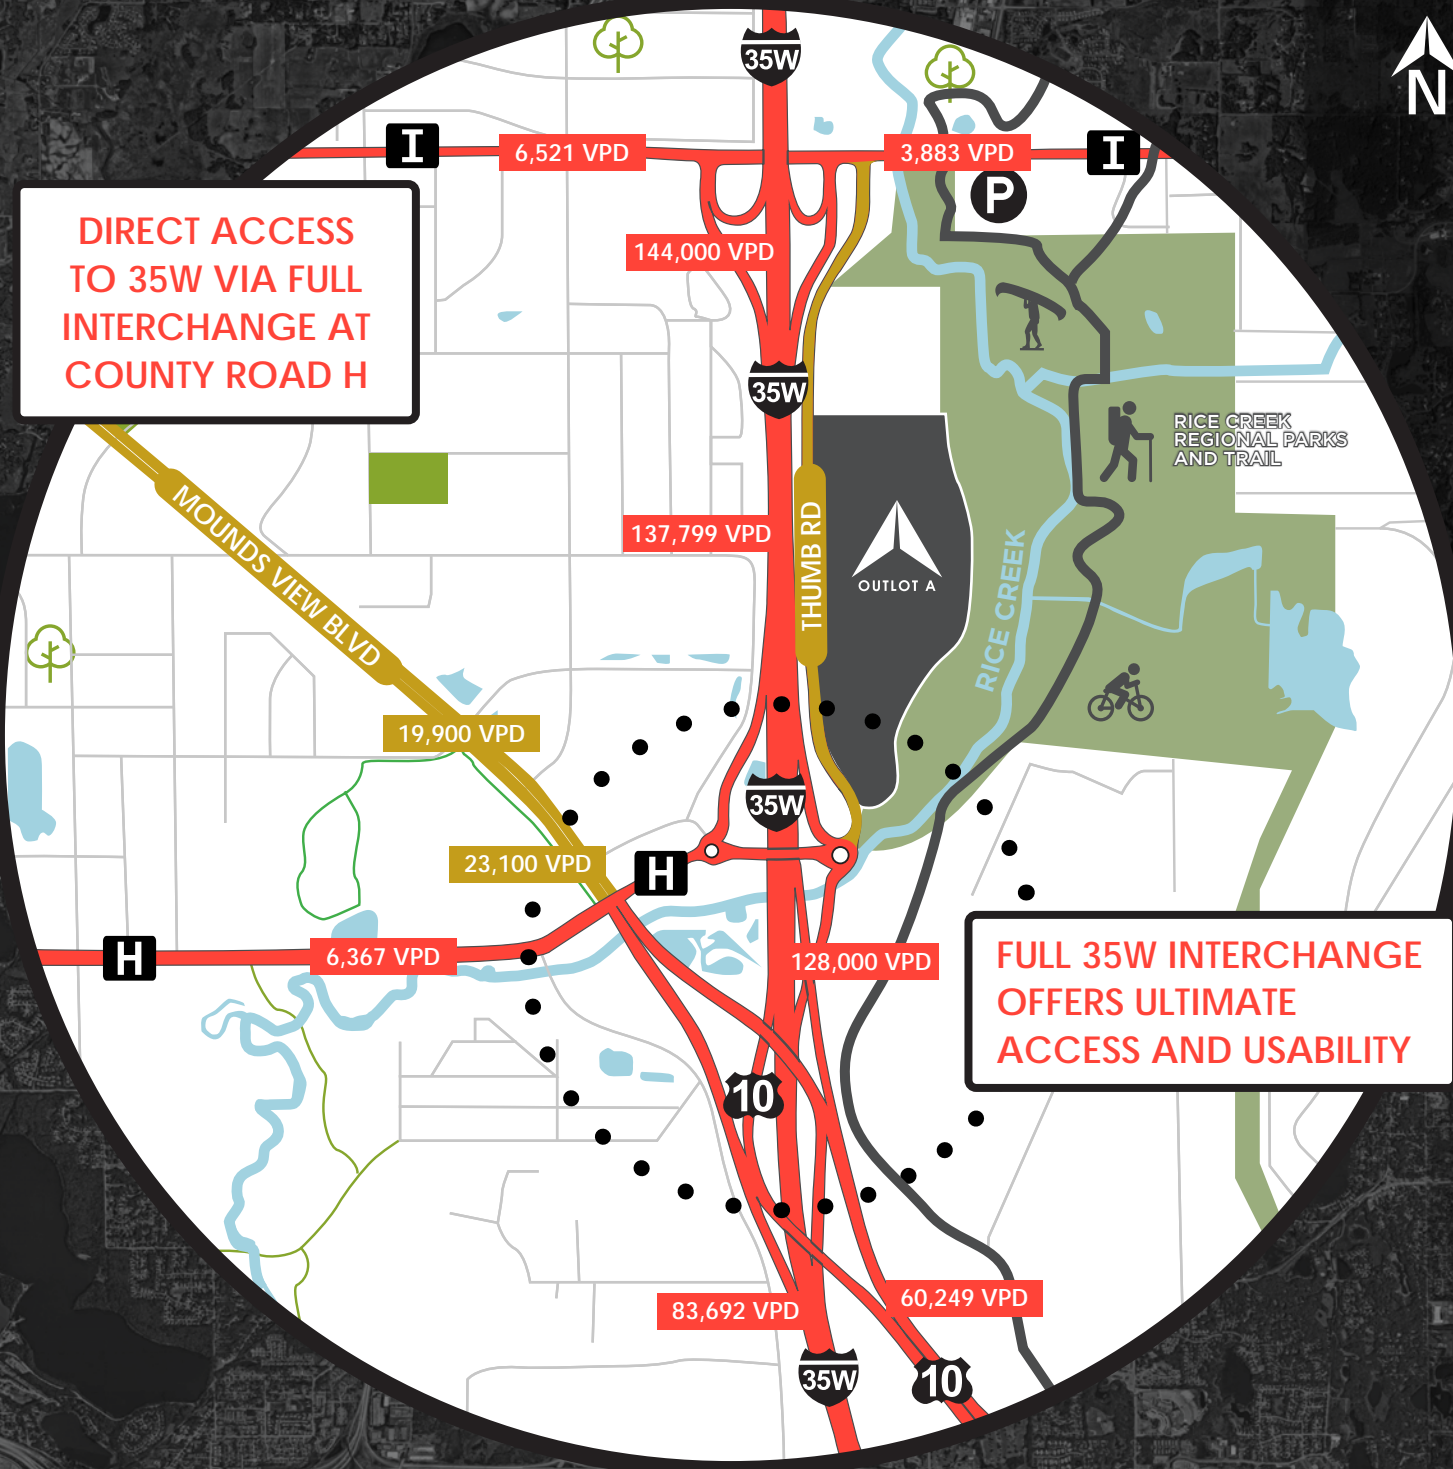 35W
N
I
6,521 VPD
3,883 VPD
I
P
DIRECT ACCESS
TO 35W VIA FULL
INTERCHANGE AT
COUNTY ROAD H
144,000 VPD
35W
RICE CREEK
REGIONAL PARKS
AND TRAIL
MOUNDS VIEW BLVD
137,799 VPD
THUMB RD
OUTLOT A
RICE CREEK
19,900 VPD
35W
23,100 VPD
H
H
6,367 VPD
128,000 VPD
FULL 35W INTERCHANGE
OFFERS ULTIMATE
ACCESS AND USABILITY
10
83,692 VPD
60,249 VPD
35W
10